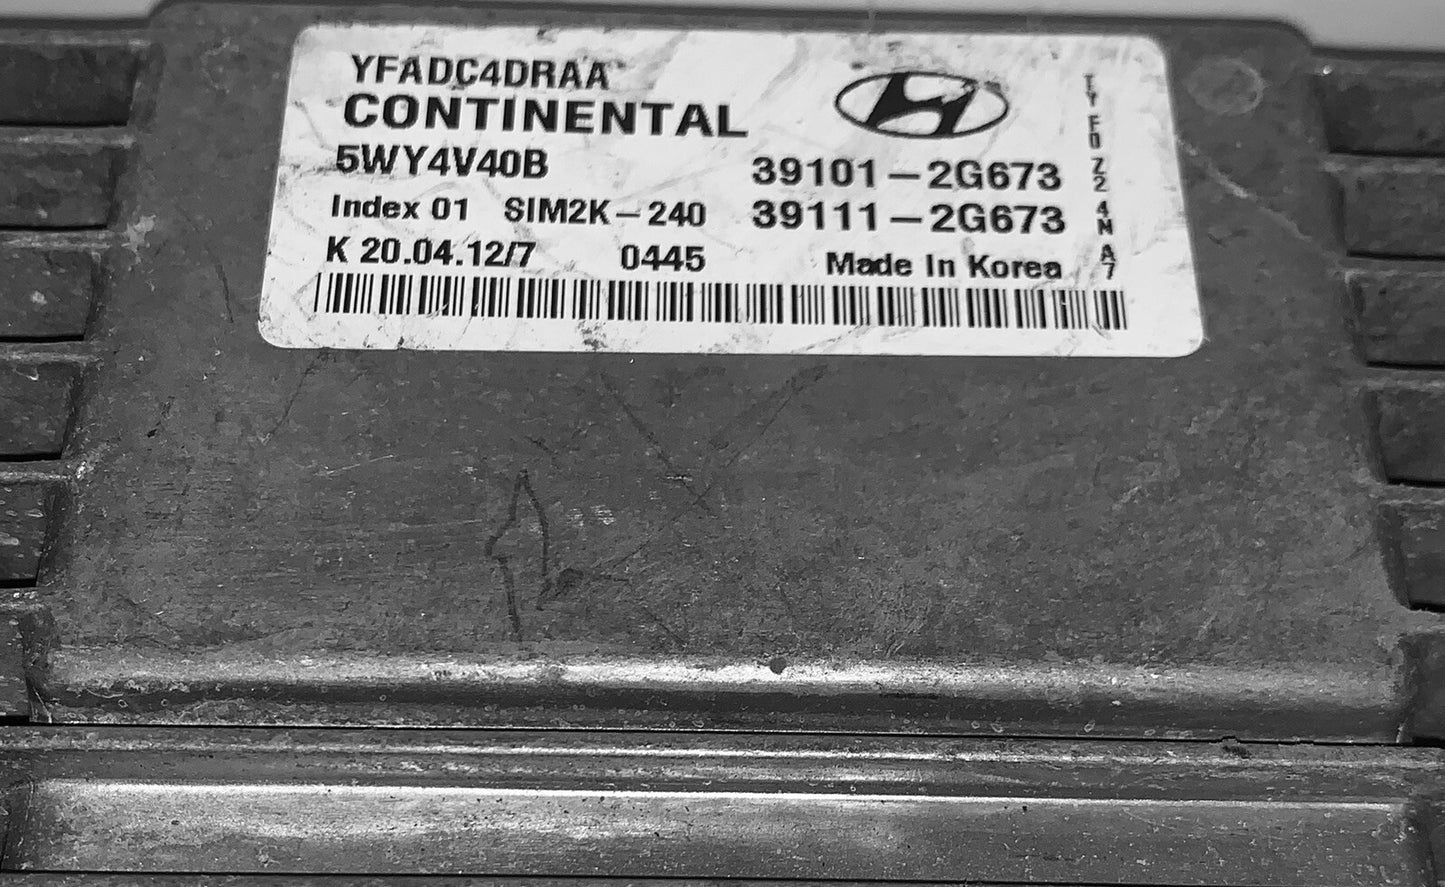 YFADC4DRAA
CONTINENTAL
5WY4V40B
39101-2G673
Index 01 SIM2K-240 39111-2G673
K 20.04.12/7 0445 Made In Korea